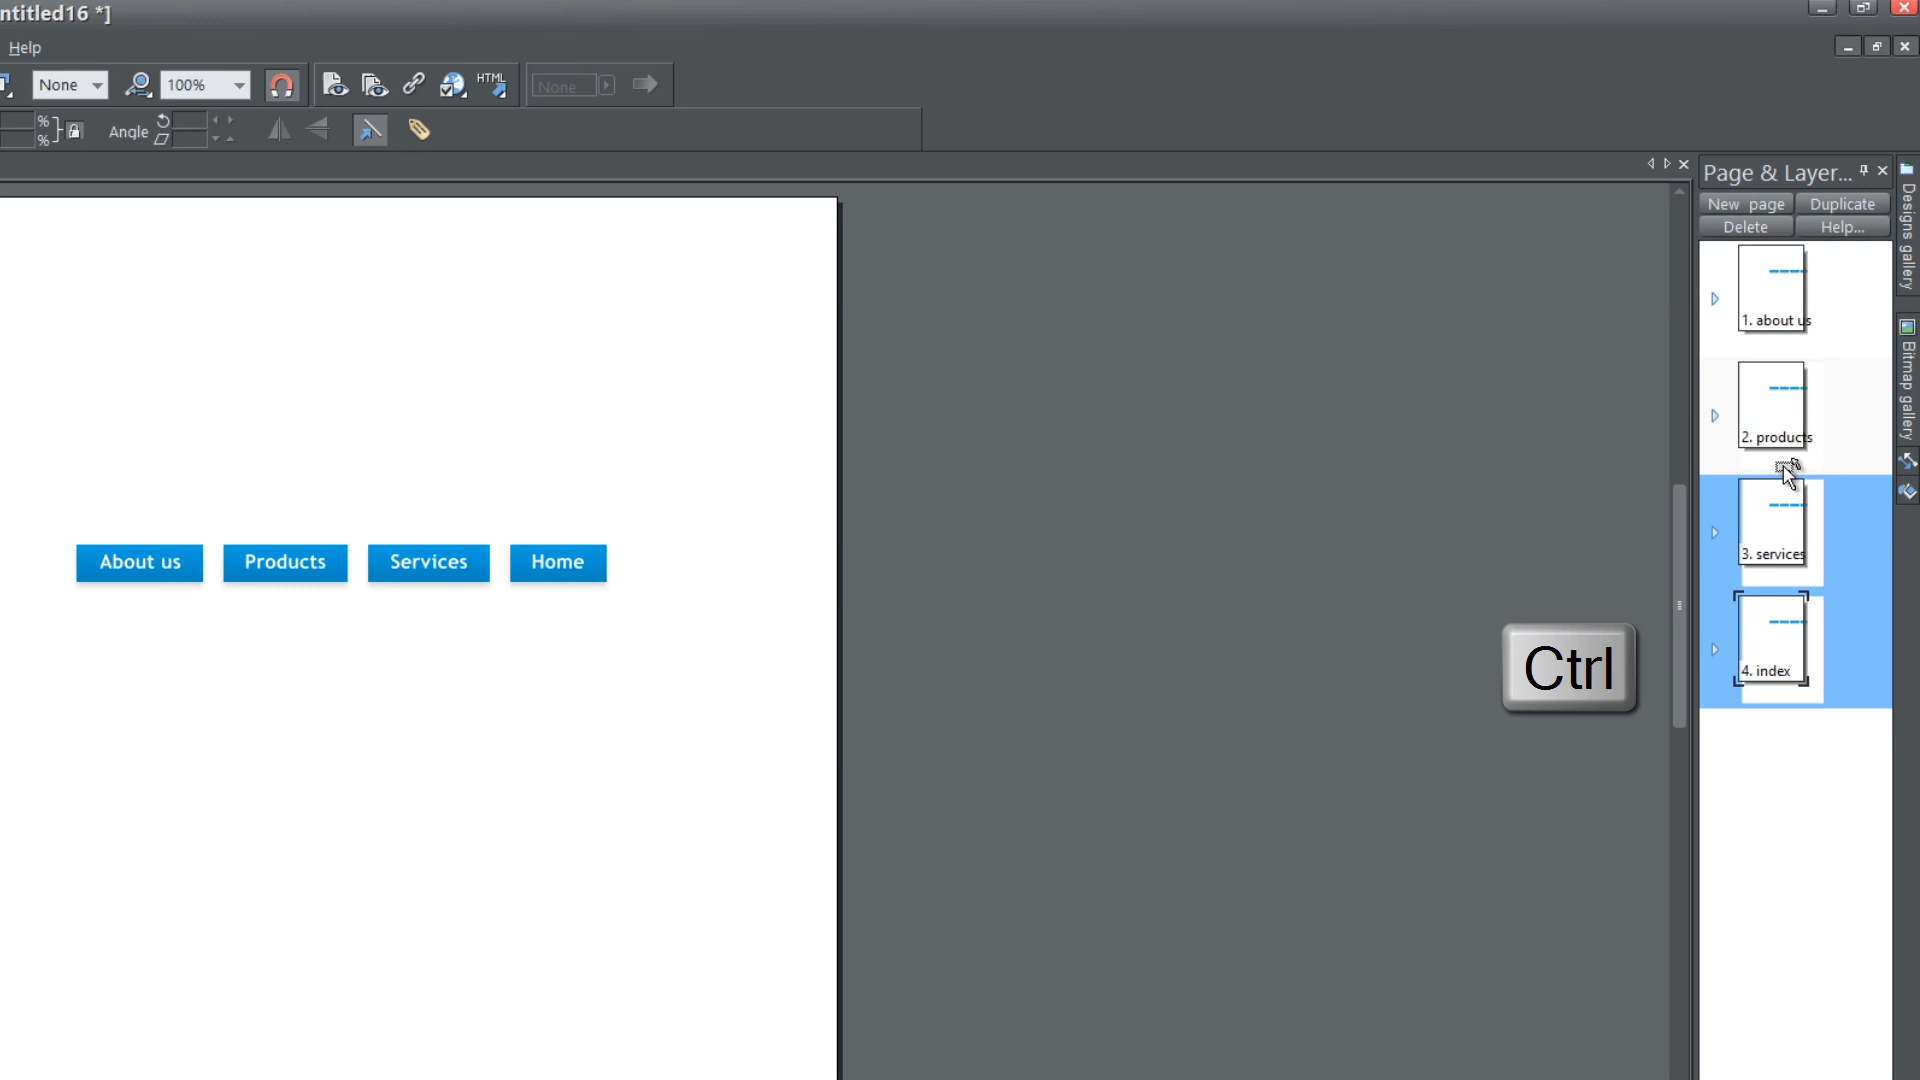 ntitled16 *]
Help
None 100% HTML None
%
% Angle
Page & Layer...
New page Duplicate
Delete Help...
Designs gallery
Bitmap gallery
1. about us
2. products
3. services
4. index
About us Products Services Home
Ctrl